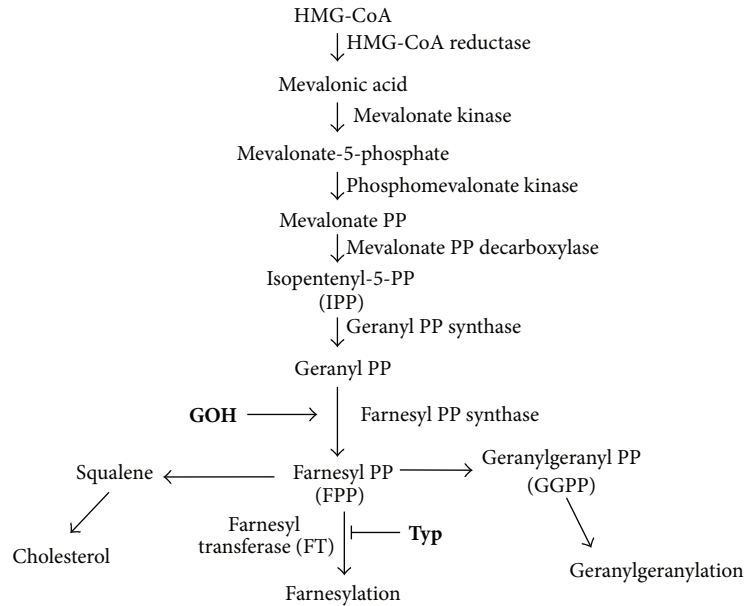 HMG-CoA
HMG-CoA reductase
Mevalonic acid
Mevalonate kinase
Mevalonate-5-phosphate
Phosphomevalonate kinase
Mevalonate PP
Mevalonate PP decarboxylase
Isopentenyl-5-PP
(IPP)
Geranyl PP synthase
Geranyl PP
GOH
Farnesyl PP synthase
Squalene
Farnesyl PP
(FPP)
Geranylgeranyl PP
(GGPP)
Farnesyl
transferase (FT)
Typ
Cholesterol
Geranylgeranylation
Farnesylation